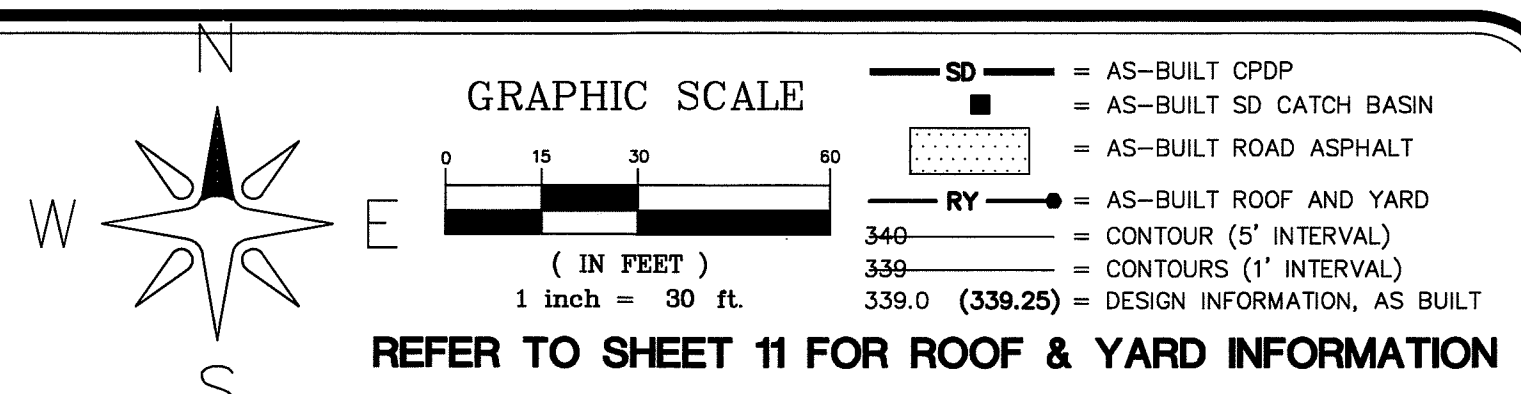 N
W E
S
GRAPHIC SCALE
0 15 30 60
( IN FEET )
1 inch = 30 ft.
SD = AS-BUILT CPDP
= AS-BUILT SD CATCH BASIN
= AS-BUILT ROAD ASPHALT
RY = AS-BUILT ROOF AND YARD
340 = CONTOUR (5' INTERVAL)
339 = CONTOURS (1' INTERVAL)
339.0 (339.25) = DESIGN INFORMATION, AS BUILT
REFER TO SHEET 11 FOR ROOF & YARD INFORMATION